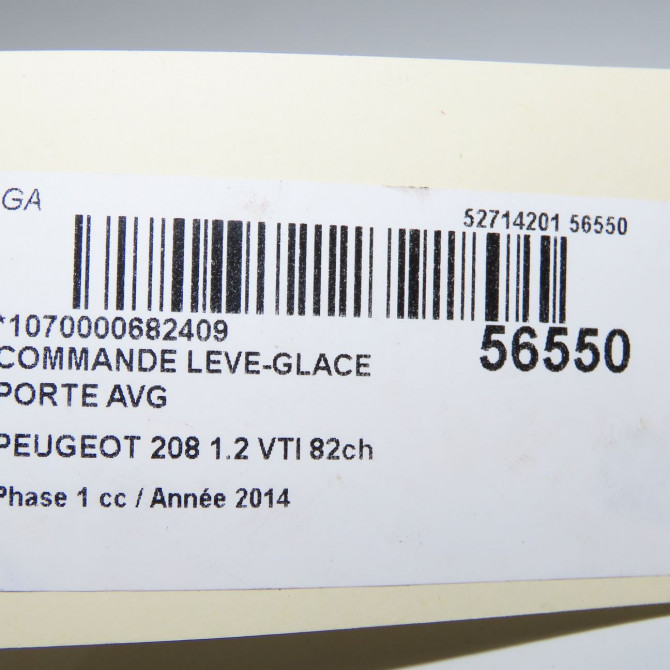 GA
52714201 56550
*1070000682409
56550
COMMANDE LEVE-GLACE
PORTE AVG
PEUGEOT 208 1.2 VTI 82ch
Phase 1 cc / Année 2014